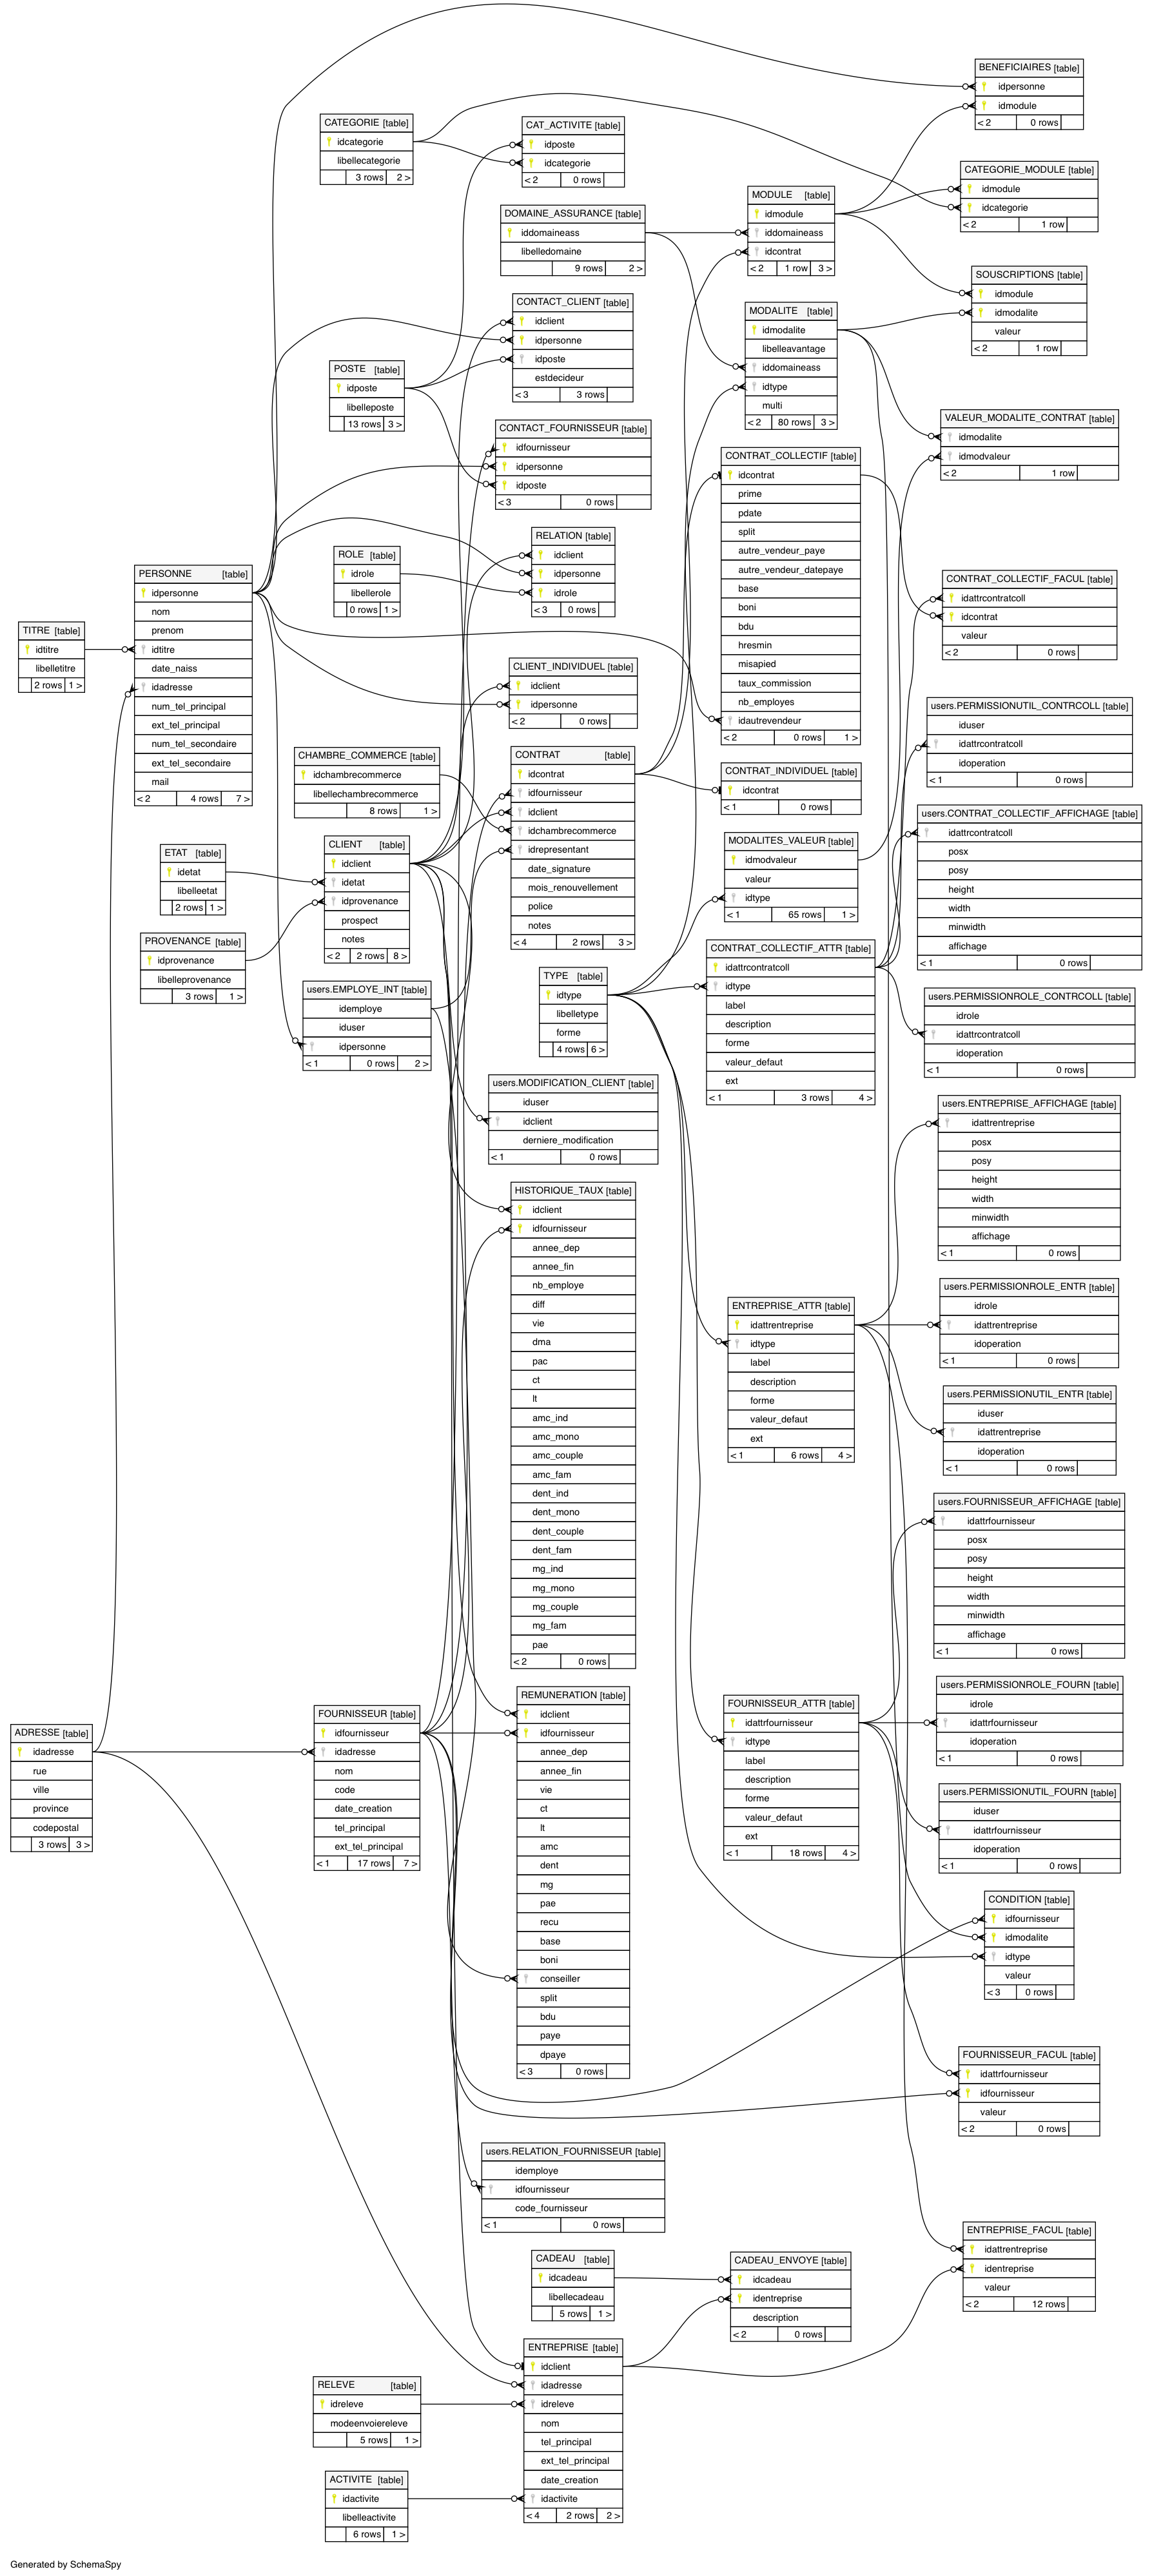 BENEFICIAIRES [table]
idpersonne
idmodule
< 2 0 rows
CATEGORIE [table]
idcategorie
libellecategorie
3 rows 2 >
CAT_ACTIVITE [table]
idposte
idcategorie
< 2 0 rows
CATEGORIE_MODULE [table]
idmodule
idcategorie
< 2 1 row
MODULE [table]
idmodule
iddomaineass
idcontrat
< 2 1 row 3 >
DOMAINE_ASSURANCE [table]
iddomaineass
libelledomaine
9 rows 2 >
SOUSCRIPTIONS [table]
idmodule
idmodalite
valeur
< 2 1 row
CONTACT_CLIENT [table]
idclient
idpersonne
idposte
estdecideur
< 3 3 rows
MODALITE [table]
idmodalite
libelleavantage
iddomaineass
idtype
multi
< 2 80 rows 3 >
POSTE [table]
idposte
libelleposte
13 rows 3 >
VALEUR_MODALITE_CONTRAT [table]
idmodalite
idmodvaleur
< 2 1 row
CONTACT_FOURNISSEUR [table]
idfournisseur
idpersonne
idposte
< 3 0 rows
CONTRAT_COLLECTIF [table]
idcontrat
prime
pdate
split
autre_vendeur_paye
autre_vendeur_datepaye
base
boni
bdu
hresmin
misapied
taux_commission
nb_employes
idautrevendeur
< 2 0 rows 1 >
RELATION [table]
idclient
idpersonne
idrole
< 3 0 rows
ROLE [table]
idrole
libellerole
0 rows 1 >
PERSONNE [table]
idpersonne
nom
prenom
idtitre
date_naiss
idadresse
num_tel_principal
ext_tel_principal
num_tel_secondaire
ext_tel_secondaire
mail
< 2 4 rows 7 >
CONTRAT_COLLECTIF_FACUL [table]
idattrcontratcoll
idcontrat
valeur
< 2 0 rows
TITRE [table]
idtitre
libelletitre
2 rows 1 >
CLIENT_INDIVIDUEL [table]
idclient
idpersonne
< 2 0 rows
users.PERMISSIONUTIL_CONTRCOLL [table]
iduser
idattrcontratcoll
idoperation
< 1 0 rows
CHAMBRE_COMMERCE [table]
idchambrecommerce
libellechambrecommerce
8 rows 1 >
CONTRAT [table]
idcontrat
idfournisseur
idclient
idchambrecommerce
idrepresentant
date_signature
mois_renouvellement
police
notes
< 4 2 rows 3 >
CONTRAT_INDIVIDUEL [table]
idcontrat
< 1 0 rows
users.CONTRAT_COLLECTIF_AFFICHAGE [table]
idattrcontratcoll
posx
posy
height
width
minwidth
affichage
< 1 0 rows
MODALITES_VALEUR [table]
idmodvaleur
valeur
idtype
< 1 65 rows 1 >
CLIENT [table]
idclient
idetat
idprovenance
prospect
notes
< 2 2 rows 8 >
ETAT [table]
idetat
libelleetat
2 rows 1 >
PROVENANCE [table]
idprovenance
libelleprovenance
3 rows 1 >
CONTRAT_COLLECTIF_ATTR [table]
idattrcontratcoll
idtype
label
description
forme
valeur_defaut
ext
< 1 3 rows 4 >
TYPE [table]
idtype
libelletype
forme
4 rows 6 >
users.EMPLOYE_INT [table]
idemploye
iduser
idpersonne
< 1 0 rows 2 >
users.PERMISSIONROLE_CONTRCOLL [table]
idrole
idattrcontratcoll
idoperation
< 1 0 rows
users.MODIFICATION_CLIENT [table]
iduser
idclient
derniere_modification
< 1 0 rows
users.ENTREPRISE_AFFICHAGE [table]
idattrentreprise
posx
posy
height
width
minwidth
affichage
< 1 0 rows
HISTORIQUE_TAUX [table]
idclient
idfournisseur
annee_dep
annee_fin
nb_employe
diff
vie
dma
pac
ct
lt
amc_ind
amc_mono
amc_couple
amc_fam
dent_ind
dent_mono
dent_couple
dent_fam
mg_ind
mg_mono
mg_couple
mg_fam
pae
< 2 0 rows
users.PERMISSIONROLE_ENTR [table]
idrole
idattrentreprise
idoperation
< 1 0 rows
ENTREPRISE_ATTR [table]
idattrentreprise
idtype
label
description
forme
valeur_defaut
ext
< 1 6 rows 4 >
users.PERMISSIONUTIL_ENTR [table]
iduser
idattrentreprise
idoperation
< 1 0 rows
users.FOURNISSEUR_AFFICHAGE [table]
idattrfournisseur
posx
posy
height
width
minwidth
affichage
< 1 0 rows
users.PERMISSIONROLE_FOURN [table]
idrole
idattrfournisseur
idoperation
< 1 0 rows
REMUNERATION [table]
idclient
idfournisseur
annee_dep
annee_fin
vie
ct
lt
amc
dent
mg
pae
recu
base
boni
conseiller
split
bdu
paye
dpaye
< 3 0 rows
FOURNISSEUR_ATTR [table]
idattrfournisseur
idtype
label
description
forme
valeur_defaut
ext
< 1 18 rows 4 >
FOURNISSEUR [table]
idfournisseur
idadresse
nom
code
date_creation
tel_principal
ext_tel_principal
< 1 17 rows 7 >
ADRESSE [table]
idadresse
rue
ville
province
codepostal
3 rows 3 >
users.PERMISSIONUTIL_FOURN [table]
iduser
idattrfournisseur
idoperation
< 1 0 rows
CONDITION [table]
idfournisseur
idmodalite
idtype
valeur
< 3 0 rows
FOURNISSEUR_FACUL [table]
idattrfournisseur
idfournisseur
valeur
< 2 0 rows
users.RELATION_FOURNISSEUR [table]
idemploye
idfournisseur
code_fournisseur
< 1 0 rows
ENTREPRISE_FACUL [table]
idattrentreprise
identreprise
valeur
< 2 12 rows
CADEAU [table]
idcadeau
libellecadeau
5 rows 1 >
CADEAU_ENVOYE [table]
idcadeau
identreprise
description
< 2 0 rows
ENTREPRISE [table]
idclient
idadresse
idreleve
nom
tel_principal
ext_tel_principal
date_creation
idactivite
< 4 2 rows 2 >
RELEVE [table]
idreleve
modeenvoiereleve
5 rows 1 >
ACTIVITE [table]
idactivite
libelleactivite
6 rows 1 >
Generated by SchemaSpy